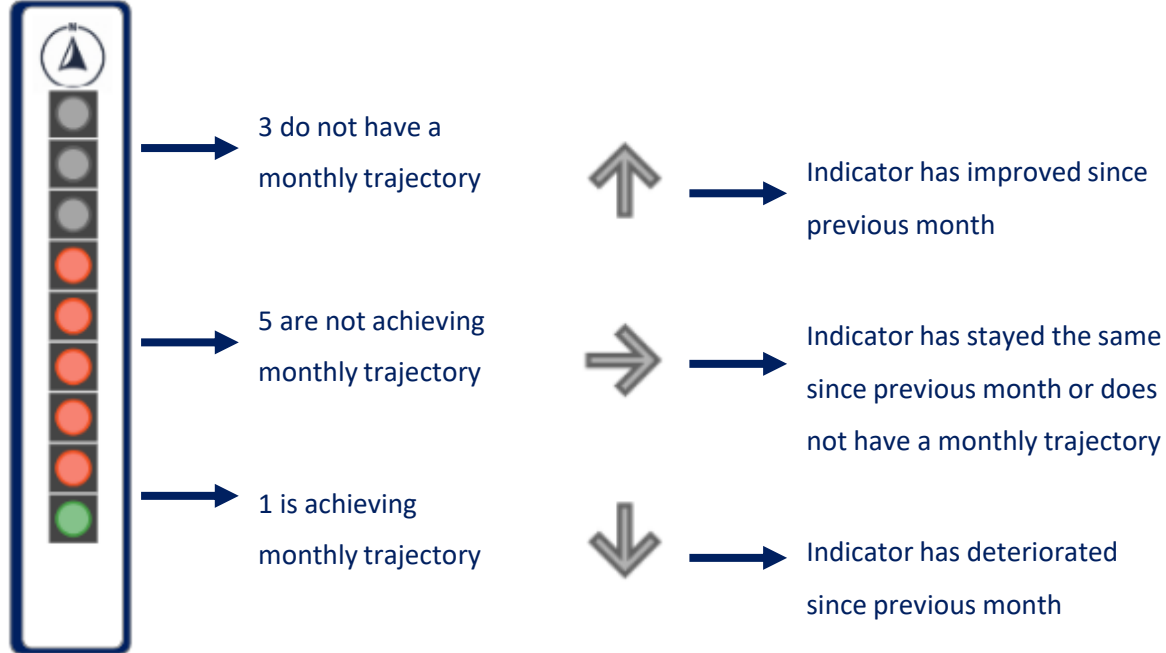 N
3 do not have a
monthly trajectory
5 are not achieving
monthly trajectory
1 is achieving
monthly trajectory
Indicator has improved since
previous month
Indicator has stayed the same
since previous month or does
not have a monthly trajectory
Indicator has deteriorated
since previous month